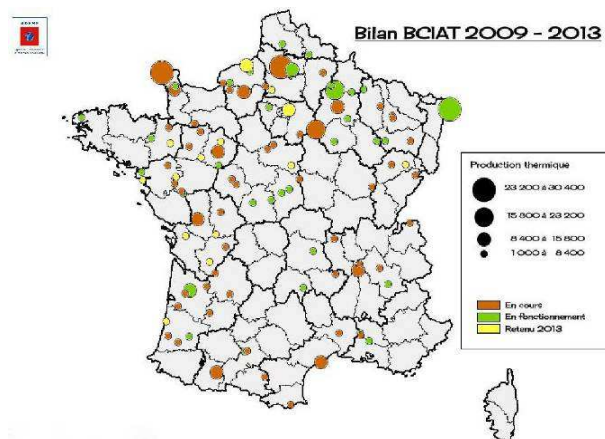 ADEME
Bilan BCIAT 2009 - 2013
Production thermique
23 200 à 30 400
15 800 à 23 200
8 400 à 15 800
1 000 à 8 400
En cours
En fonctionnement
Retenu 2013